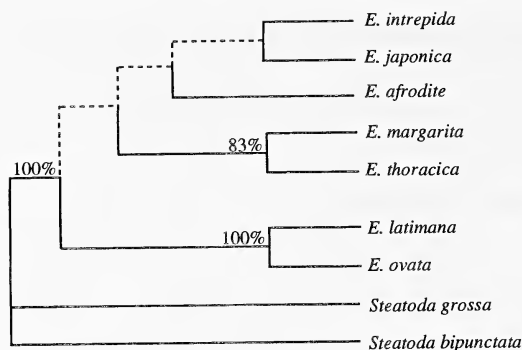 E. intrepida
E. japonica
E. afrodite
E. margarita
83%
E. thoracica
100%
E. latimana
100%
E. ovata
Steatoda grossa
Steatoda bipunctata